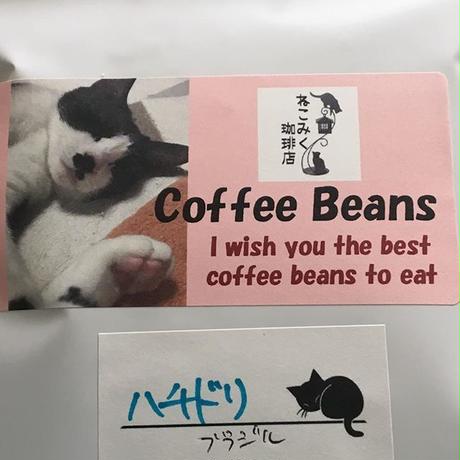 ねこみく
珈琲店
Coffee Beans
I wish you the best
coffee beans to eat
ハチドリ
ブラジル